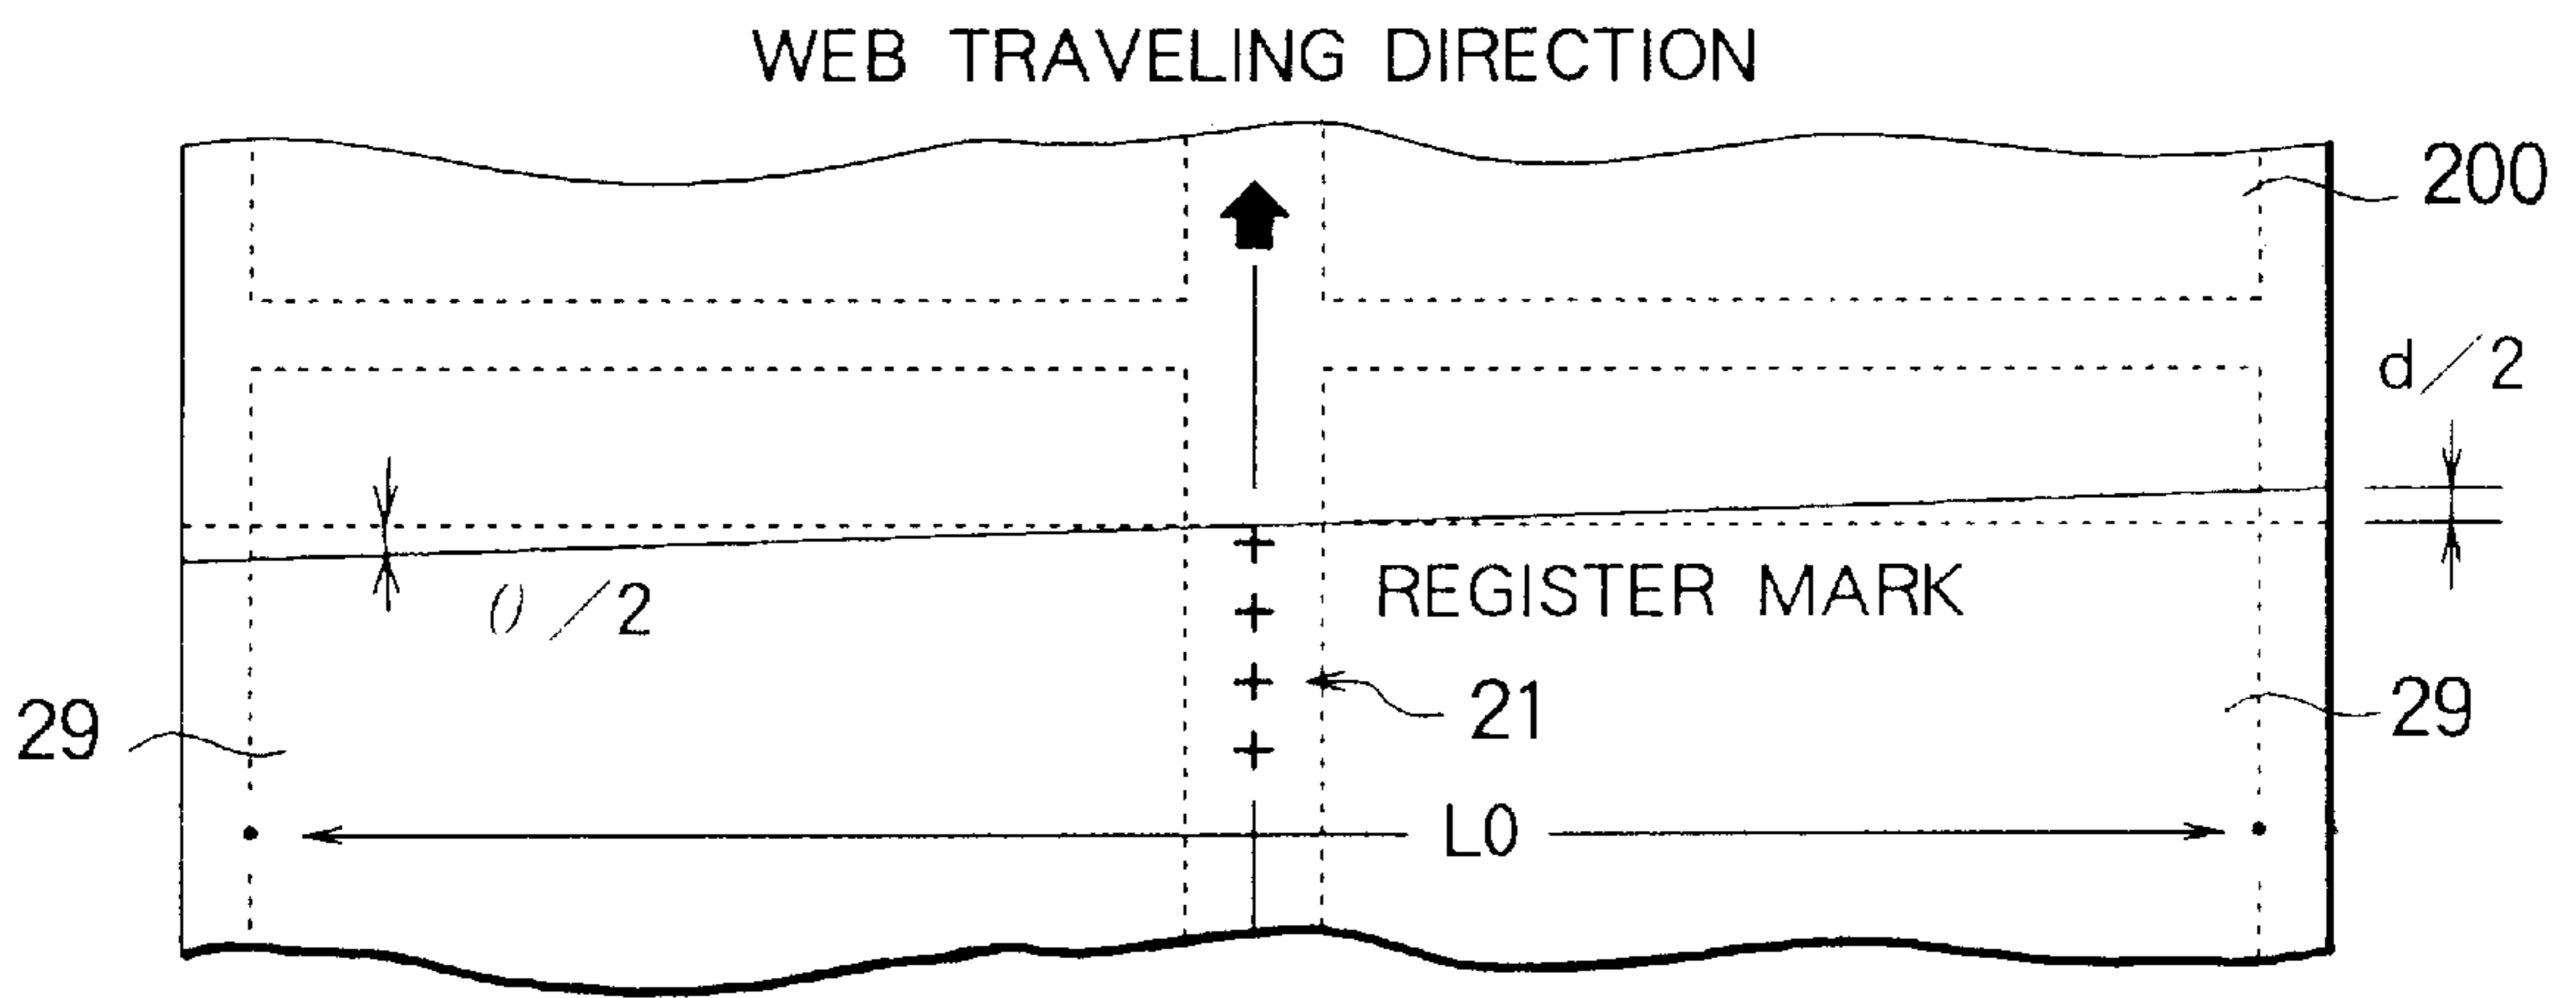 WEB TRAVELING DIRECTION
200
d/2
θ/2
REGISTER MARK
29
21
29
L0